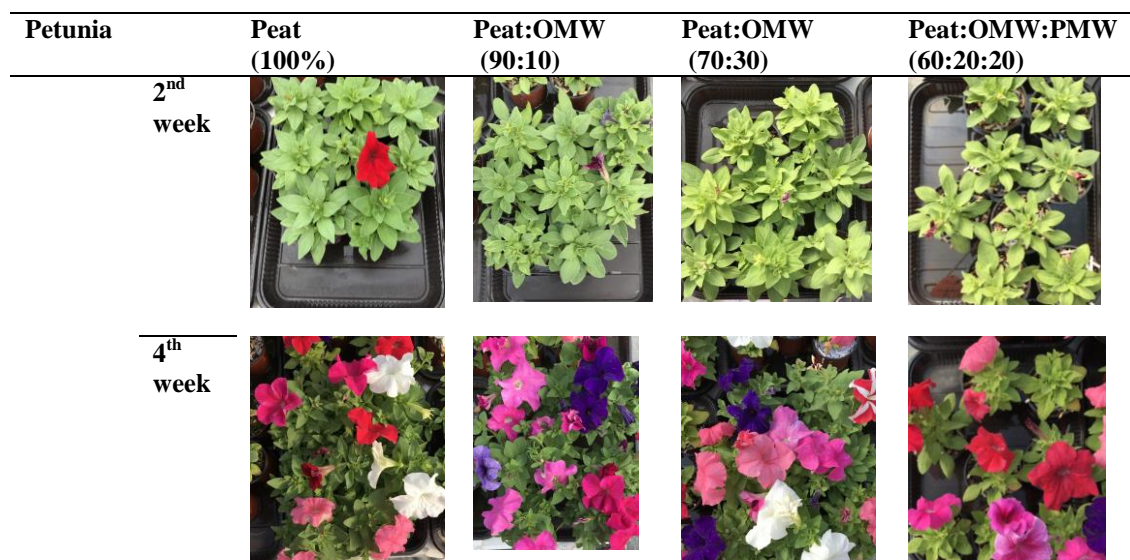 Petunia Peat Peat:OMW Peat:OMW Peat:OMW:PMW
(100%) (90:10) (70:30) (60:20:20)
2nd
week
4th
week